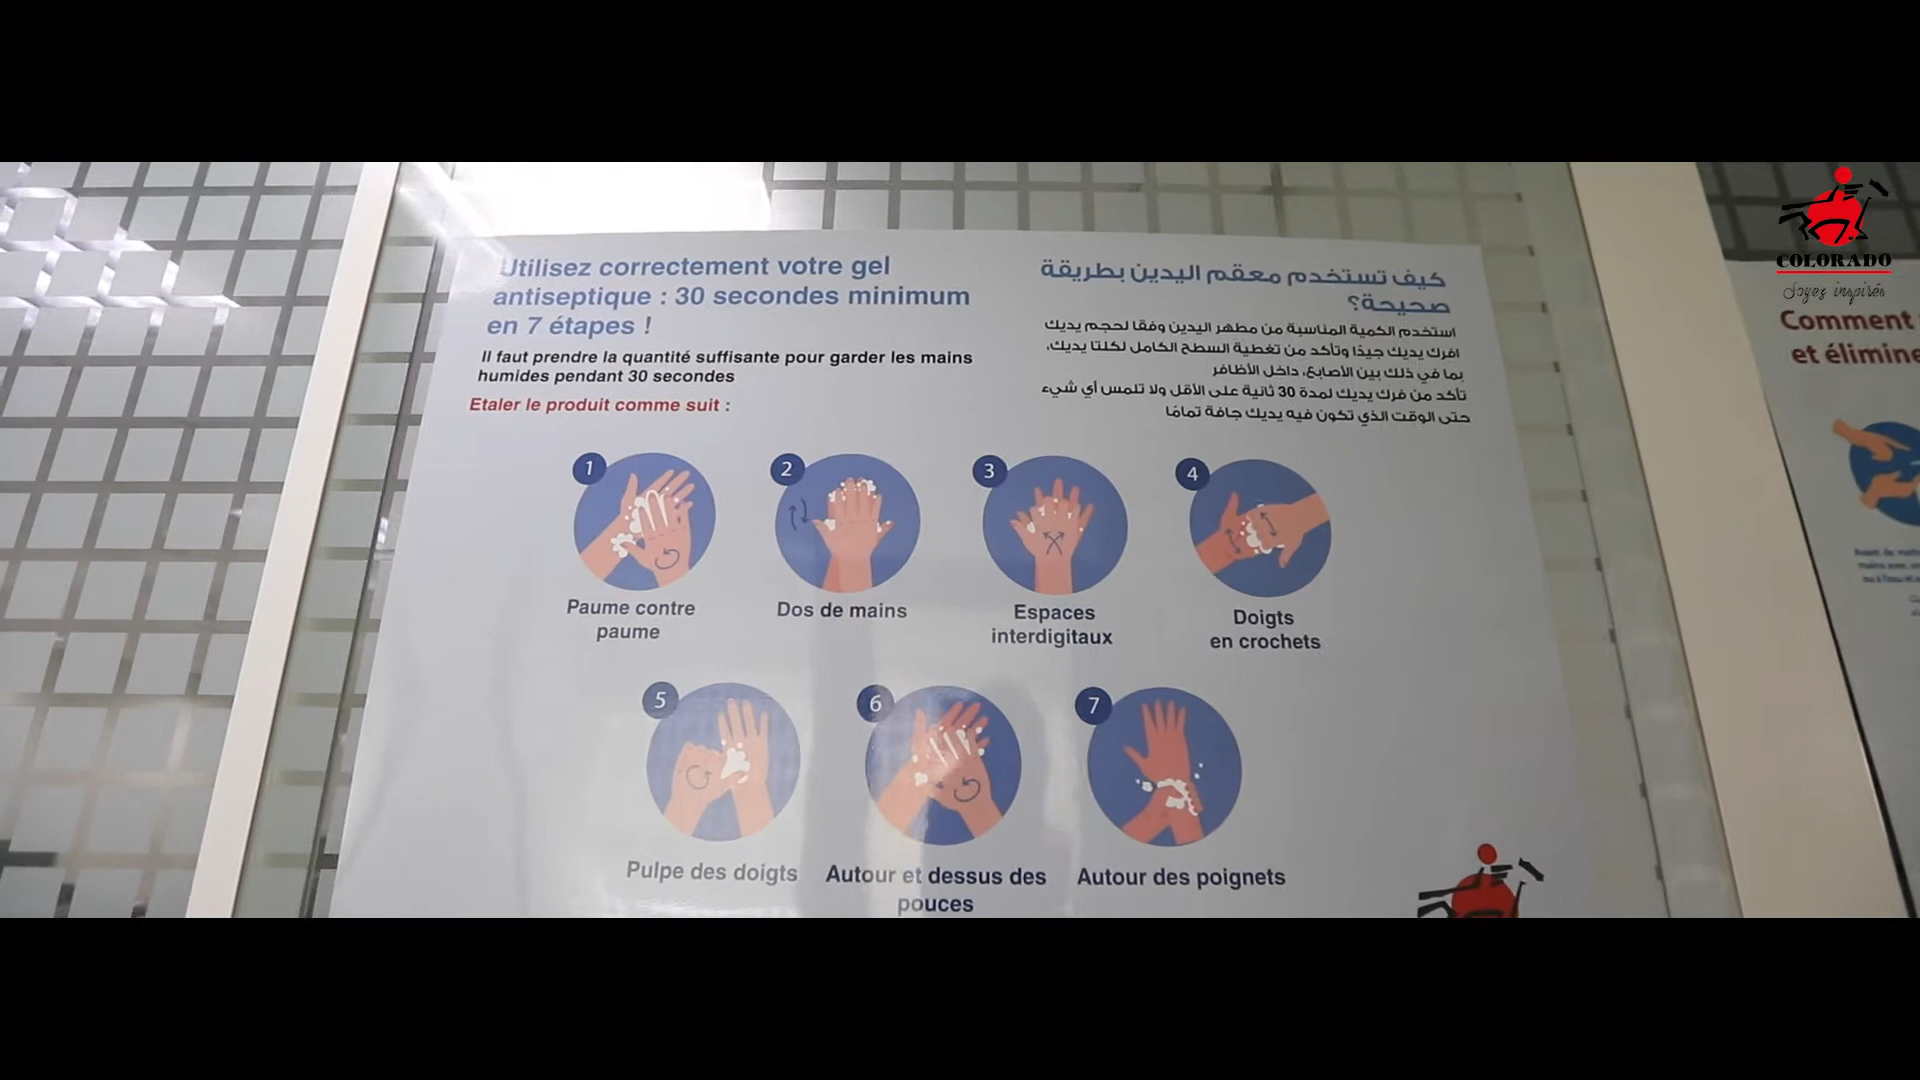 Utilisez correctement votre gel
antiseptique : 30 secondes minimum
en 7 étapes !
Il faut prendre la quantité suffisante pour garder les mains
humides pendant 30 secondes
Etaler le produit comme suit :
كيف تستخدم معقم اليدين بطريقة
صحيحة؟
استخدم الكمية المناسبة من مطهر اليدين وفقا لحجم يديك
افرك يديك جيدًا وتأكد من تغطية السطح الكامل لكلتا يديك،
بما في ذلك بين الأصابع، داخل الأظافر
تأكد من فرك يديك لمدة 30 ثانية على الأقل ولا تلمس أي شيء
حتى الوقت الذي تكون فيه يديك جافة تمامًا
1
Paume contre
paume
2
Dos de mains
3
Espaces
interdigitaux
4
Doigts
en crochets
5
Pulpe des doigts
6
Autour et dessus des
pouces
7
Autour des poignets
COLORADO
Soyez inspirés
Comment
et élimine